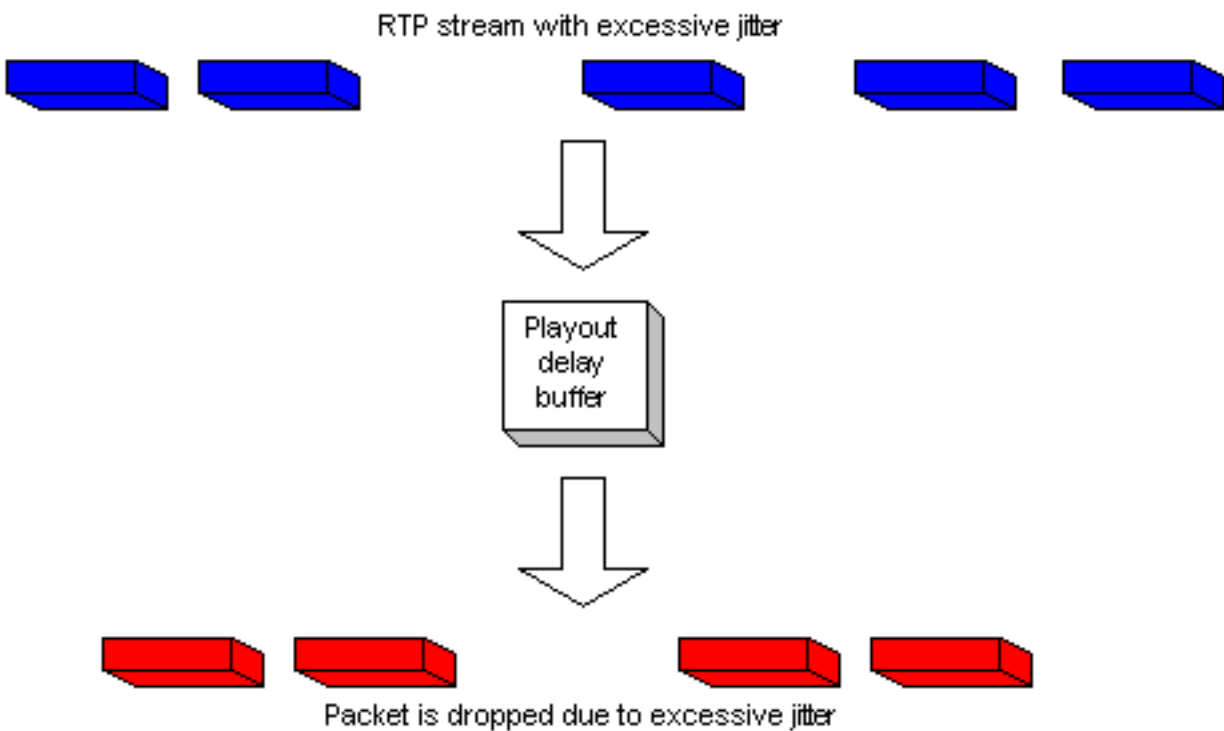 RTP stream with excessive jitter
Playout
delay
buffer
Packet is dropped due to excessive jitter